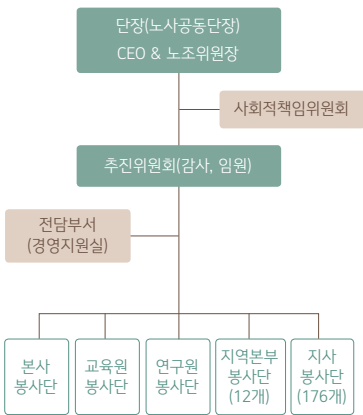 단장(노사공동단장)
CEO & 노조위원장
사회적책임위원회
추진위원회(감사, 임원)
전담부서
(경영지원실)
본사
봉사단
교육원
봉사단
연구원
봉사단
지역본부
봉사단
(12개)
지사
봉사단
(176개)